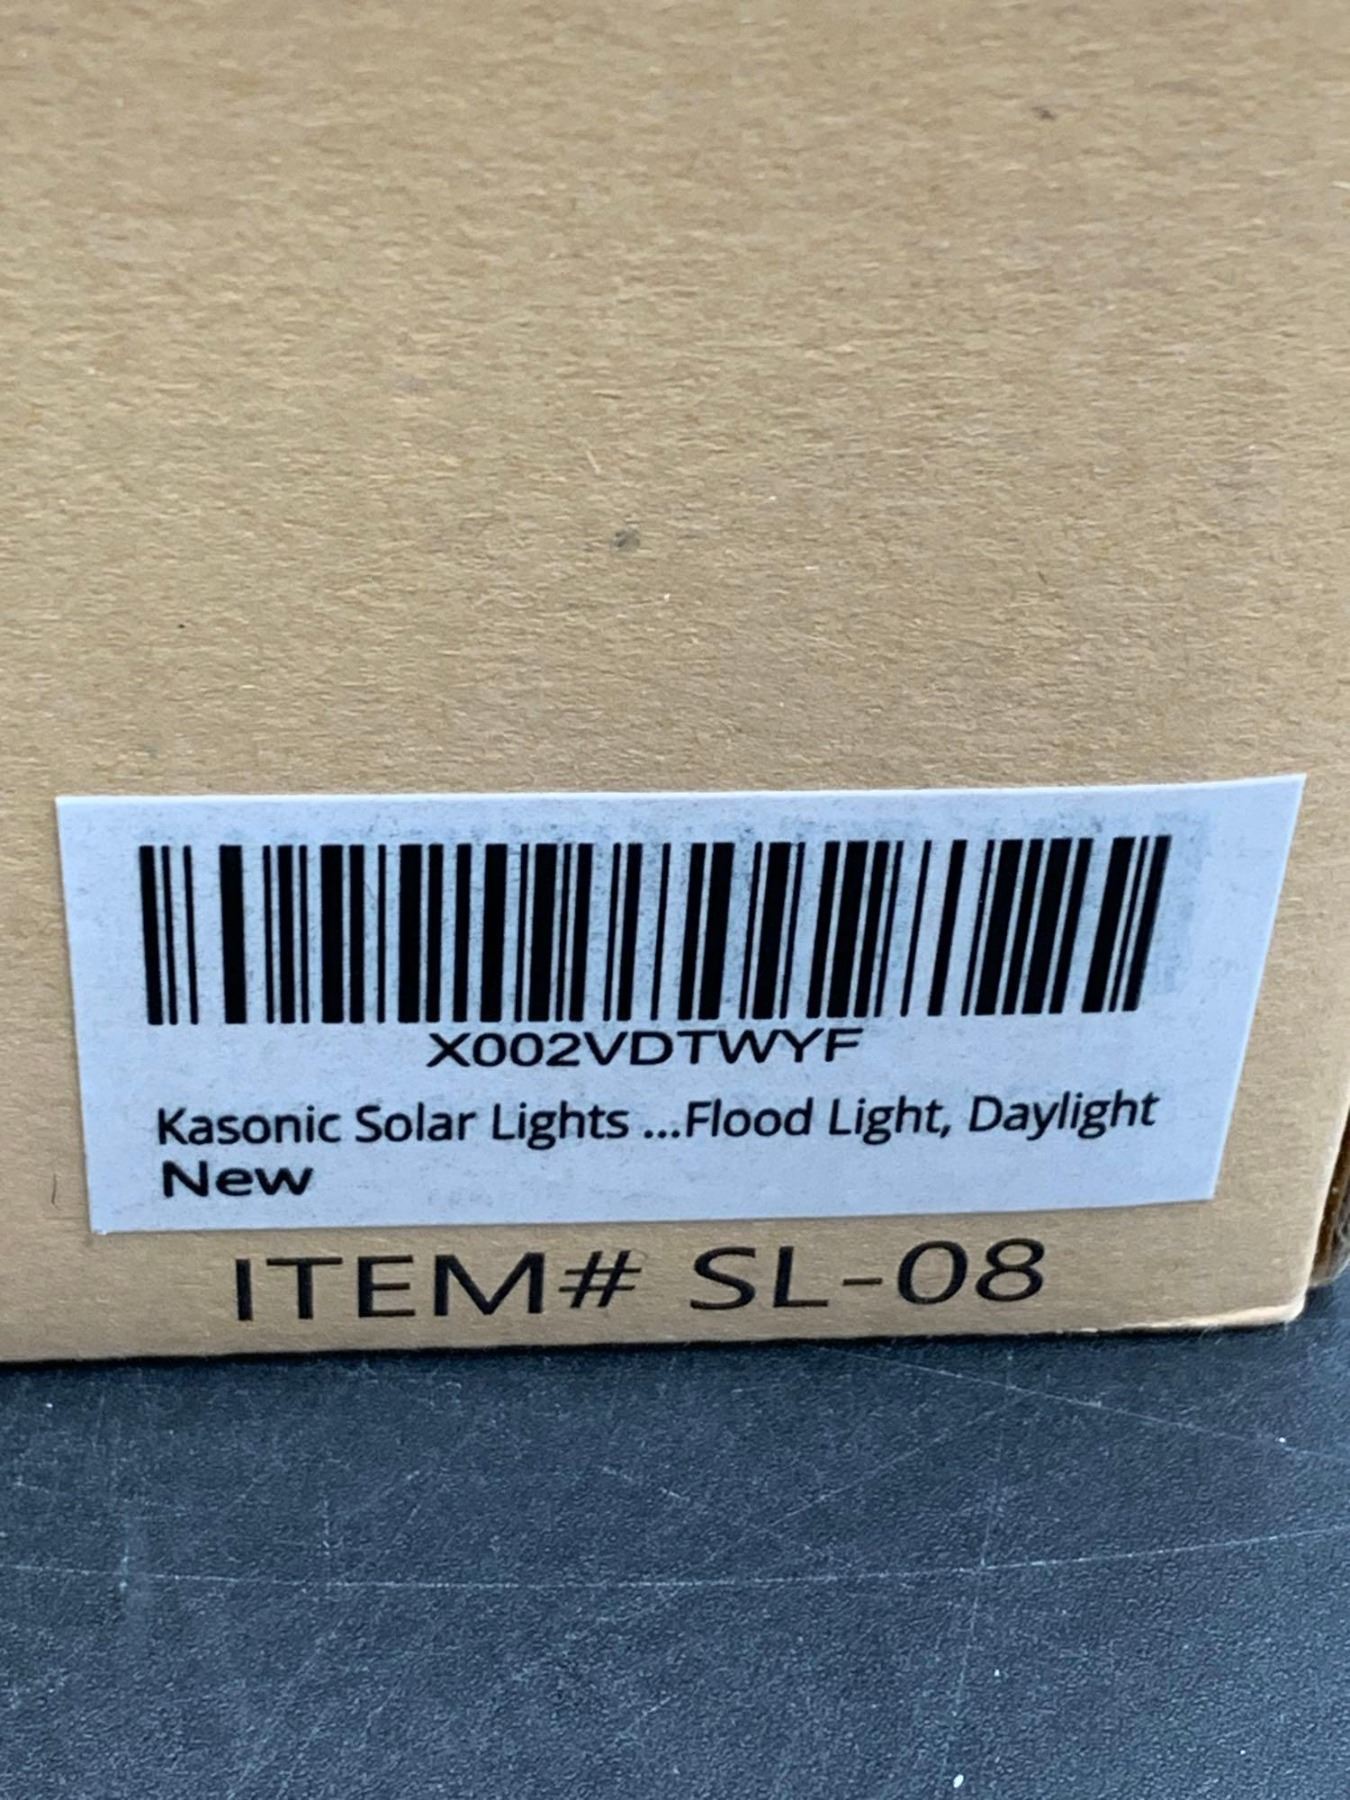 X002VDTWYF
Kasonic Solar Lights ...Flood Light, Daylight
New
ITEM# SL-08